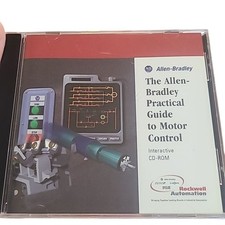 Allen-Bradley
The Allen-
Bradley
Practical
Guide
to Motor
Control
Interactive
CD-ROM
Rockwell
Automation